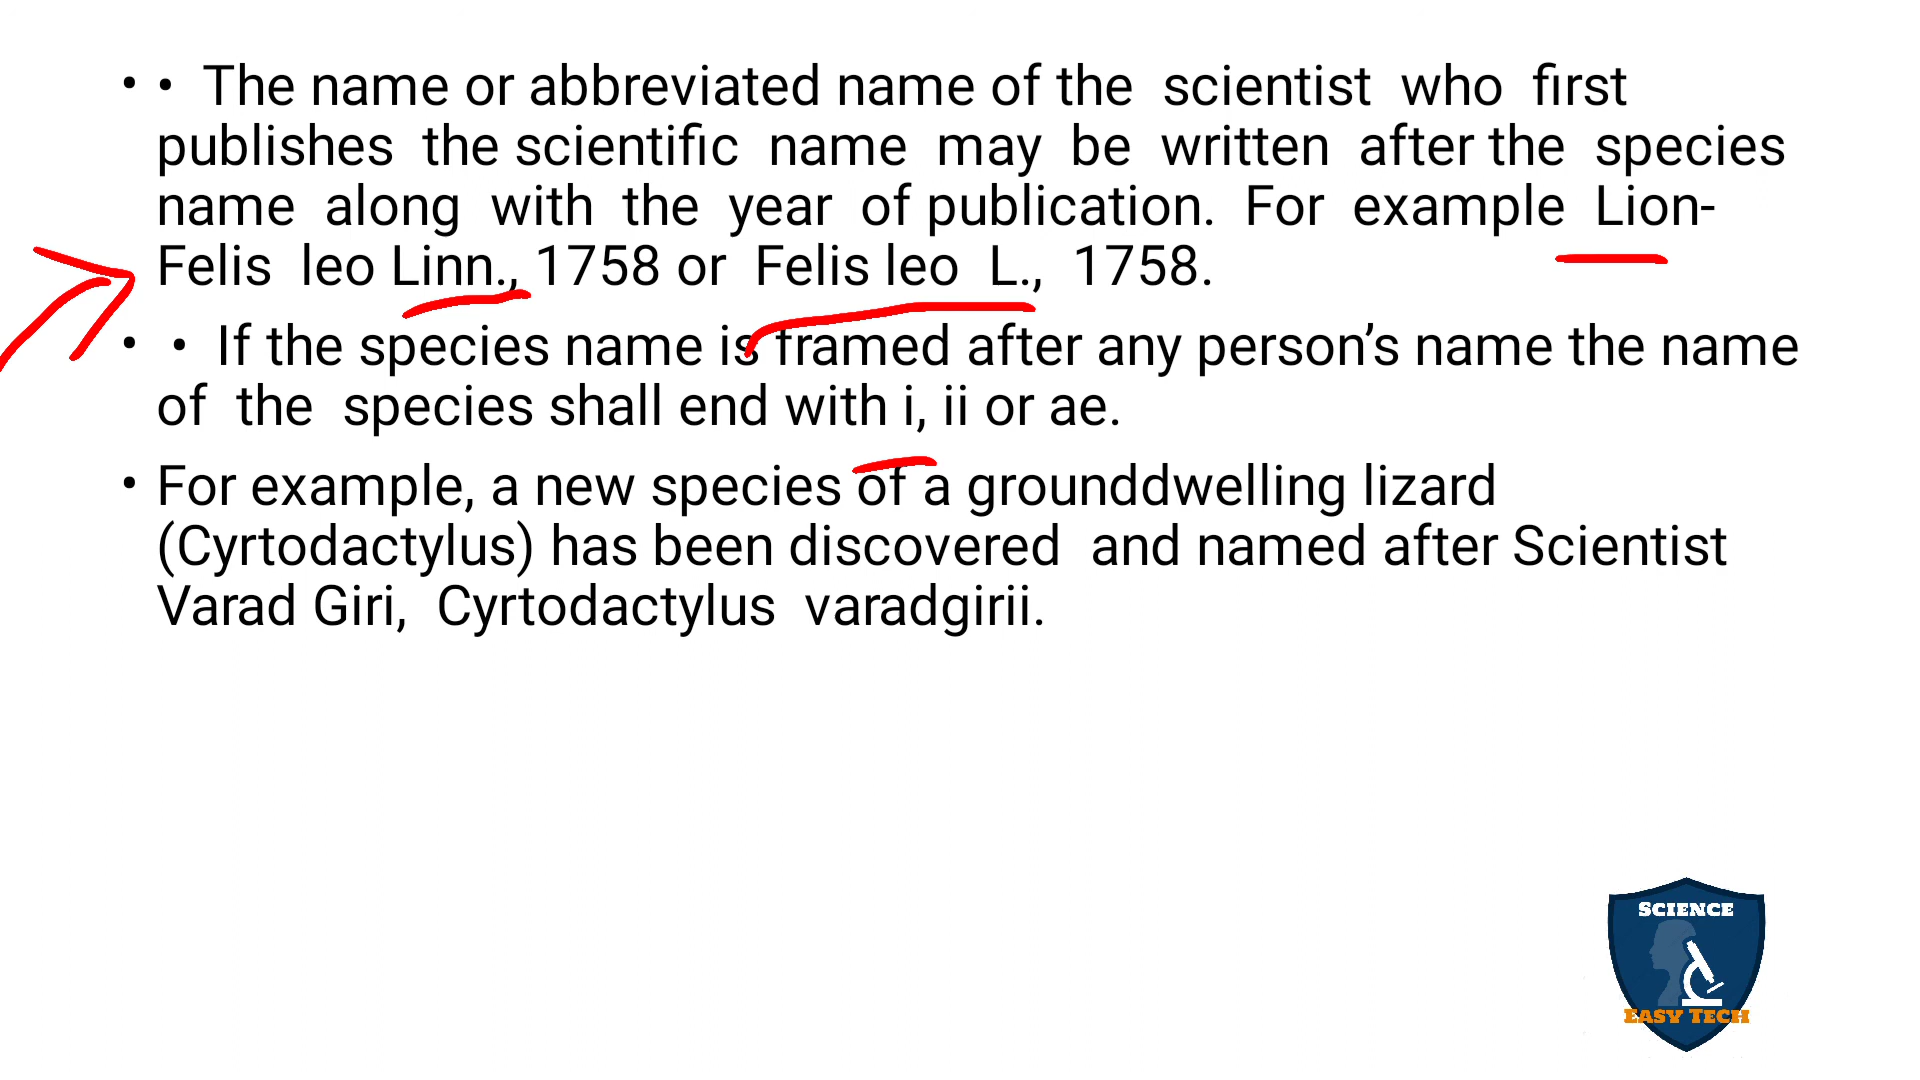 • • The name or abbreviated name of the scientist who first
publishes the scientific name may be written after the species
name along with the year of publication. For example Lion-
Felis leo Linn., 1758 or Felis leo L., 1758.
• • If the species name is framed after any person’s name the name
of the species shall end with i, ii or ae.
• For example, a new species of a grounddwelling lizard
(Cyrtodactylus) has been discovered and named after Scientist
Varad Giri, Cyrtodactylus varadgirii.
SCIENCE
EASY TECH